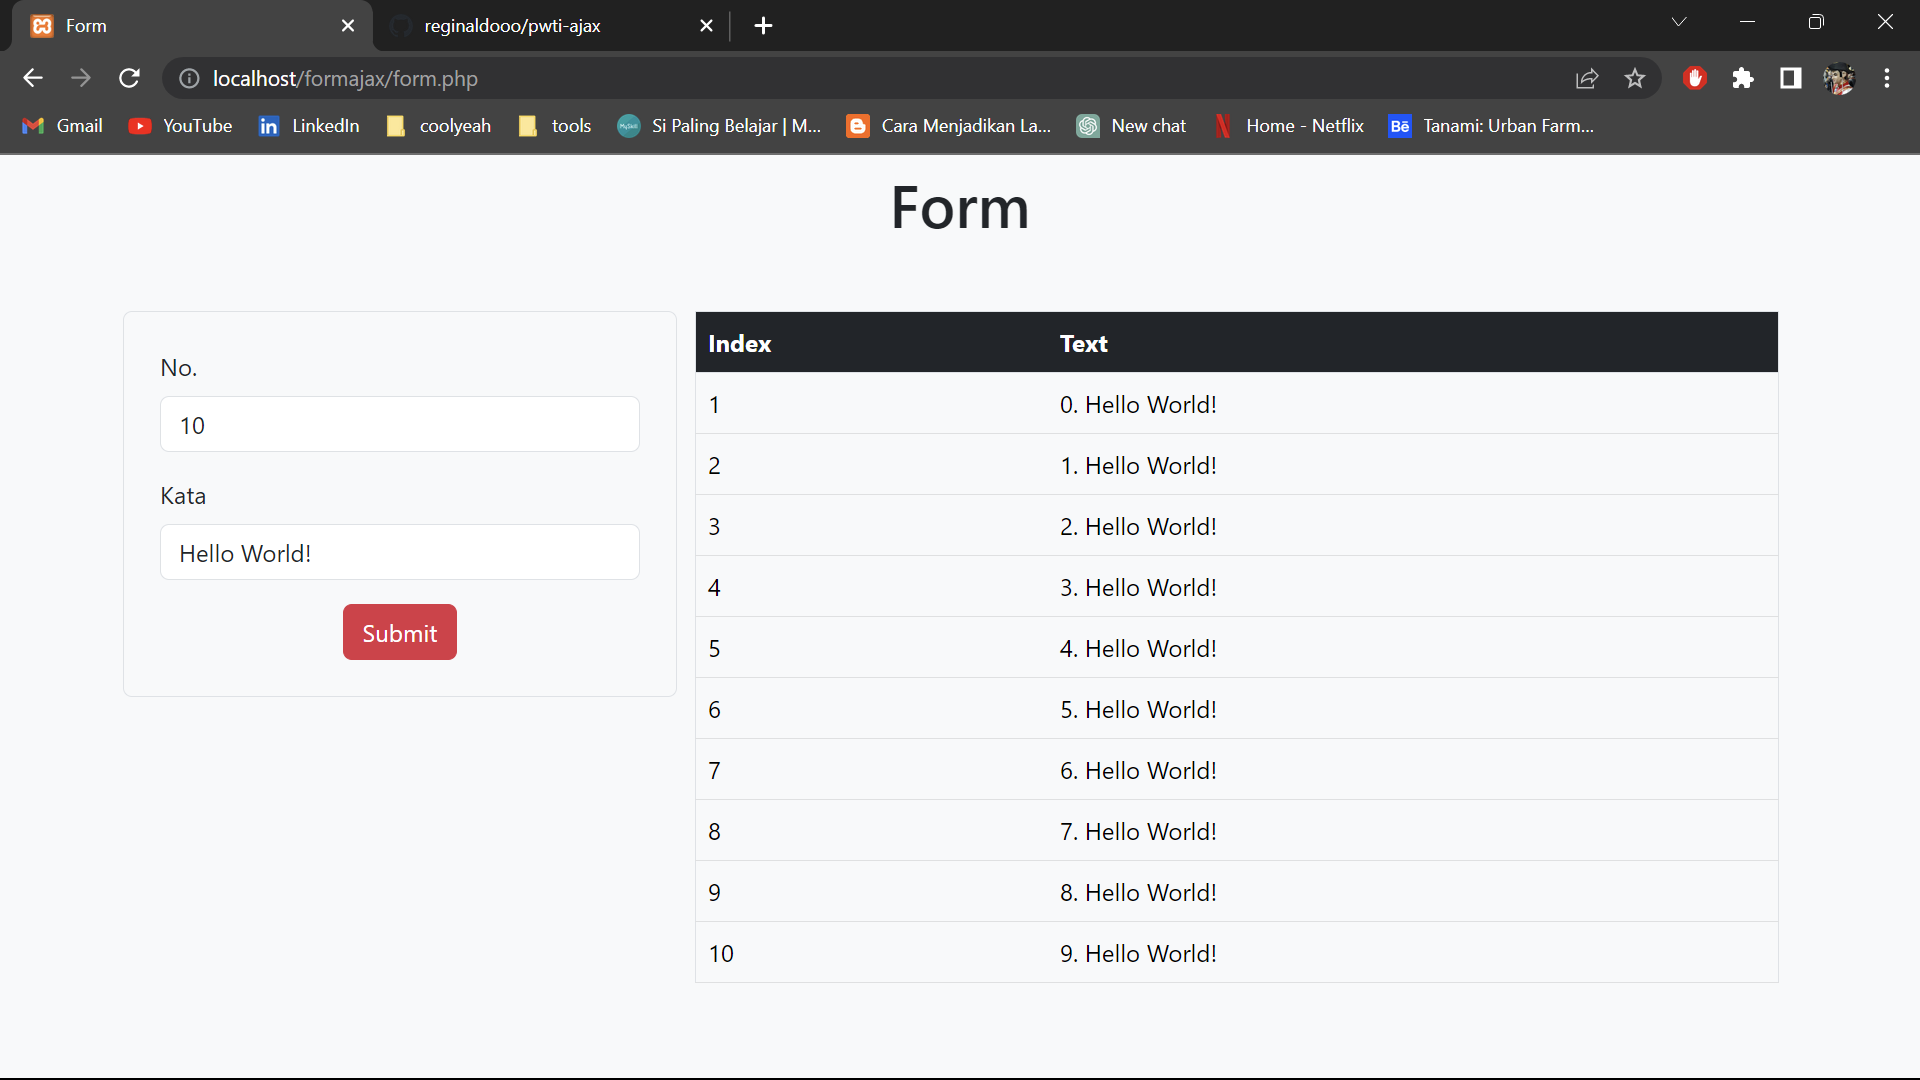 Form
reginaldooo/pwti-ajax
localhost/formajax/form.php
Gmail YouTube LinkedIn coolyeah tools Si Paling Belajar | M... Cara Menjadikan La... New chat Home - Netflix Bē Tanami: Urban Farm...
Form
No.
10
Kata
Hello World!
Submit
Index Text
1 0. Hello World!
2 1. Hello World!
3 2. Hello World!
4 3. Hello World!
5 4. Hello World!
6 5. Hello World!
7 6. Hello World!
8 7. Hello World!
9 8. Hello World!
10 9. Hello World!